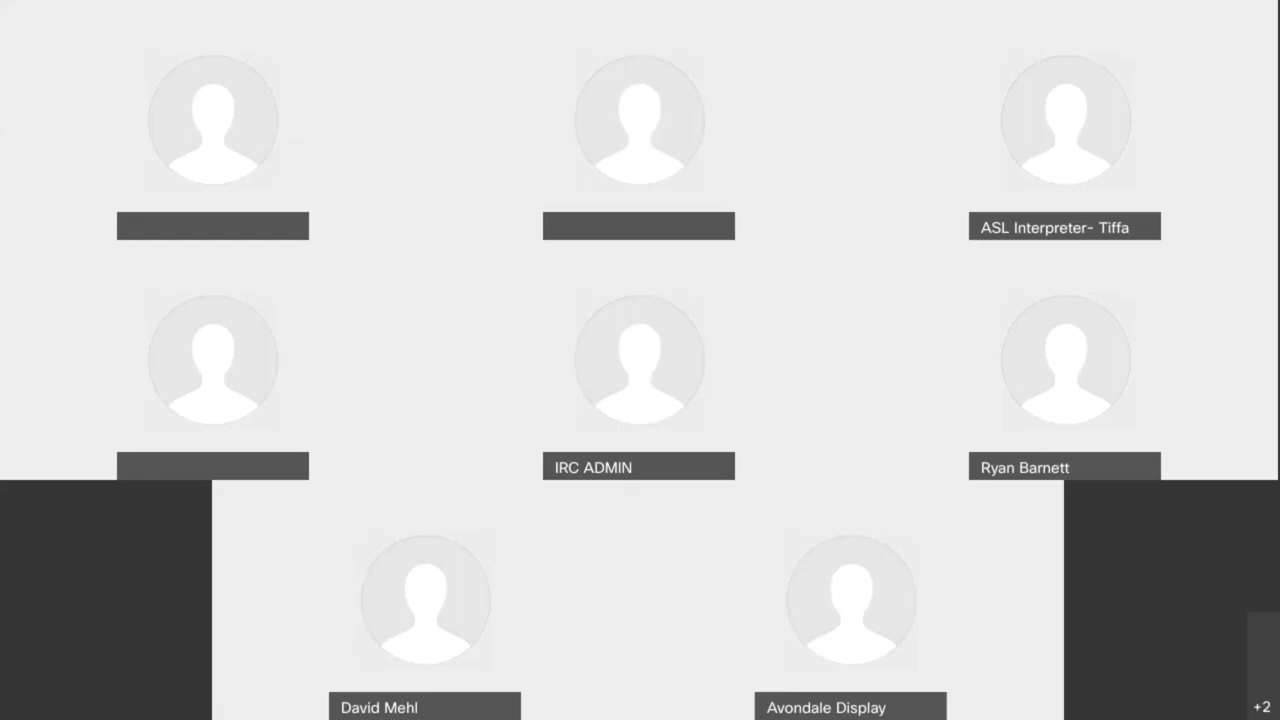 ASL Interpreter- Tiffa
IRC ADMIN
Ryan Barnett
David Mehl
Avondale Display
+2